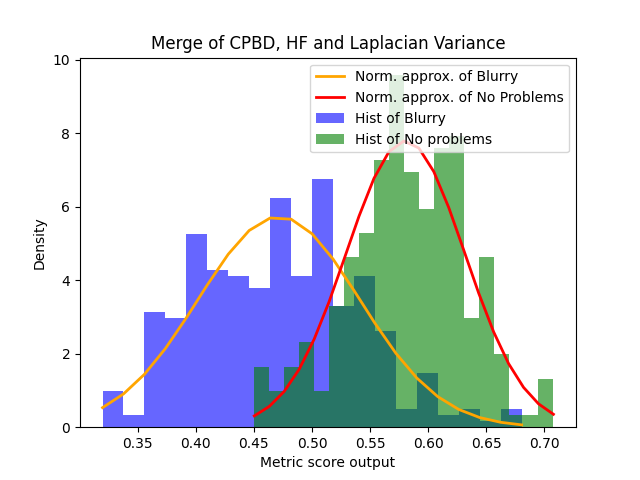 Merge of CPBD, HF and Laplacian Variance
Norm. approx. of Blurry
Norm. approx. of No Problems
Hist of Blurry
Hist of No problems
10
8
6
4
2
0
Density
0.35 0.40 0.45 0.50 0.55 0.60 0.65 0.70
Metric score output